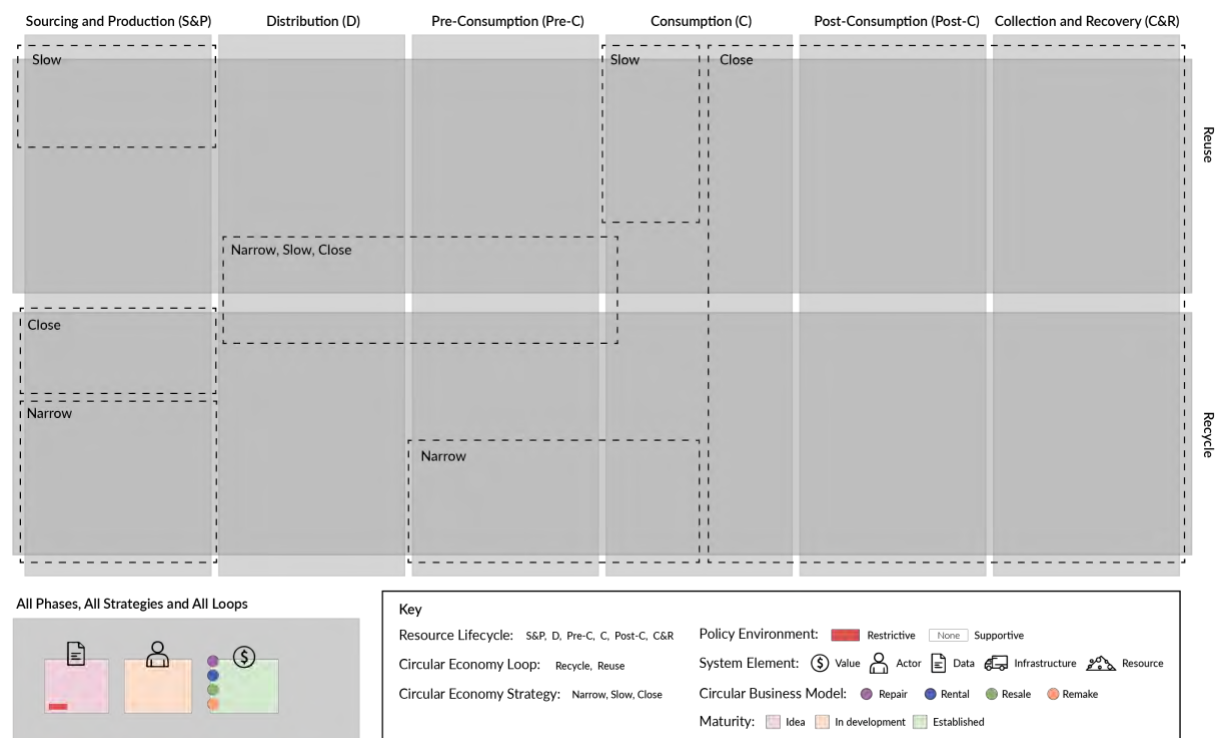 Sourcing and Production (S&P) Distribution (D) Pre-Consumption (Pre-C) Consumption (C) Post-Consumption (Post-C) Collection and Recovery (C&R)
Slow
Slow
Close
Reuse
Narrow, Slow, Close
Close
Narrow
Narrow
Recycle
All Phases, All Strategies and All Loops
Key
Resource Lifecycle: S&P, D, Pre-C, C, Post-C, C&R
Circular Economy Loop: Recycle, Reuse
Circular Economy Strategy: Narrow, Slow, Close
Policy Environment: Restrictive None Supportive
System Element: $ Value Actor Data Infrastructure Resource
Circular Business Model: Repair Rental Resale Remake
Maturity: Idea In development Established
$